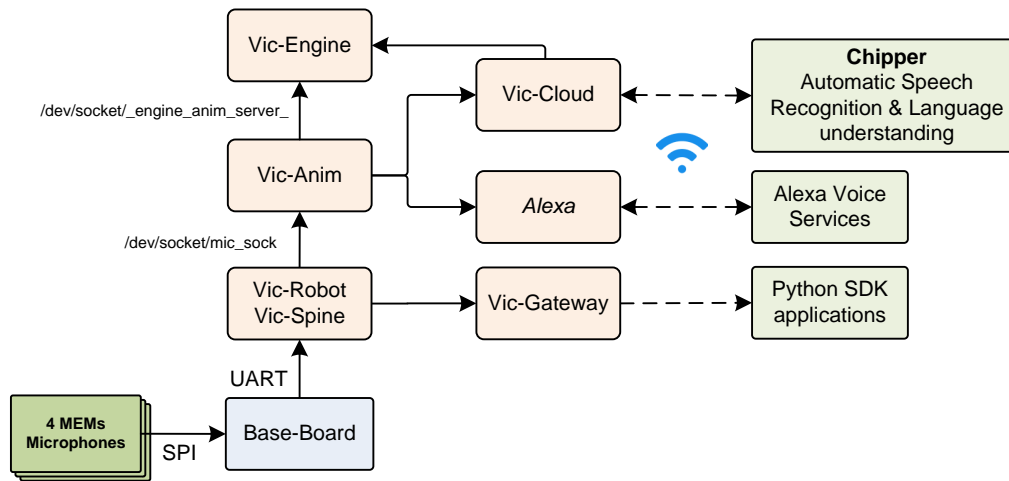 Vic-Engine
Chipper
Automatic Speech
Recognition & Language
understanding
Vic-Cloud
/dev/socket/_engine_anim_server_
Vic-Anim
Alexa
Alexa Voice
Services
/dev/socket/mic_sock
Vic-Robot
Vic-Spine
Vic-Gateway
Python SDK
applications
UART
4 MEMs
Microphones
SPI
Base-Board